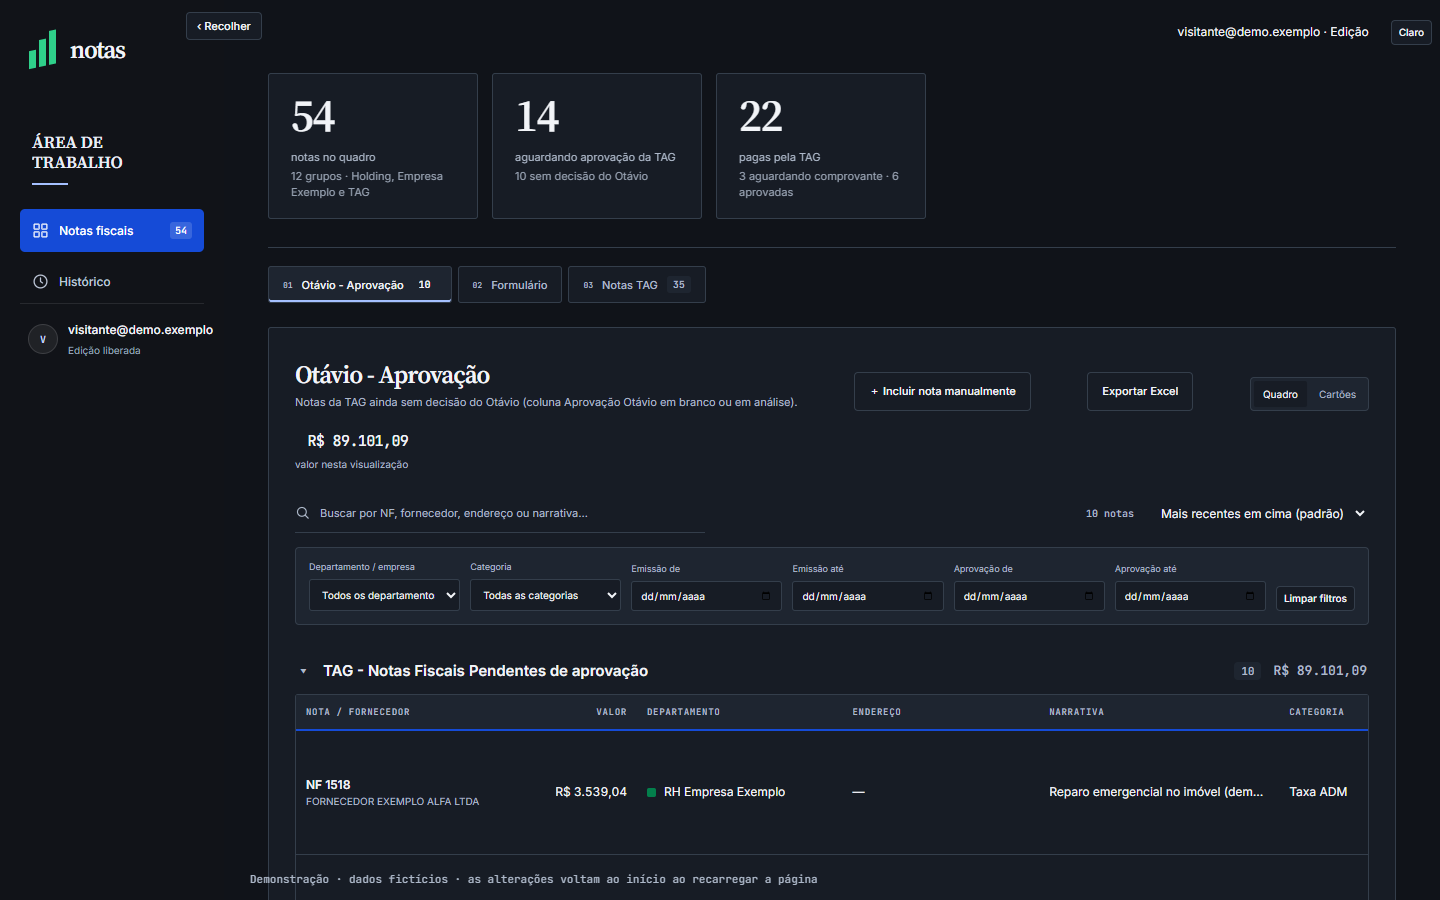 ‹ Recolher
visitante@demo.exemplo · Edição
Claro
notas
ÁREA DE
TRABALHO
Notas fiscais 54
Histórico
V
visitante@demo.exemplo
Edição liberada
54
notas no quadro
12 grupos · Holding, Empresa
Exemplo e TAG
14
aguardando aprovação da TAG
10 sem decisão do Otávio
22
pagas pela TAG
3 aguardando comprovante · 6
aprovadas
01 Otávio - Aprovação 10
02 Formulário
03 Notas TAG 35
Otávio - Aprovação
Notas da TAG ainda sem decisão do Otávio (coluna Aprovação Otávio em branco ou em análise).
+ Incluir nota manualmente
Exportar Excel
Quadro Cartões
R$ 89.101,09
valor nesta visualização
Buscar por NF, fornecedor, endereço ou narrativa...
10 notas
Mais recentes em cima (padrão)
Departamento / empresa
Todos os departamento
Categoria
Todas as categorias
Emissão de
dd/mm/aaaa
Emissão até
dd/mm/aaaa
Aprovação de
dd/mm/aaaa
Aprovação até
dd/mm/aaaa
Limpar filtros
TAG - Notas Fiscais Pendentes de aprovação
10 R$ 89.101,09
NOTA / FORNECEDOR VALOR DEPARTAMENTO ENDEREÇO NARRATIVA CATEGORIA
NF 1518
FORNECEDOR EXEMPLO ALFA LTDA
R$ 3.539,04
RH Empresa Exemplo
—
Reparo emergencial no imóvel (dem...
Taxa ADM
Demonstração · dados fictícios · as alterações voltam ao início ao recarregar a página